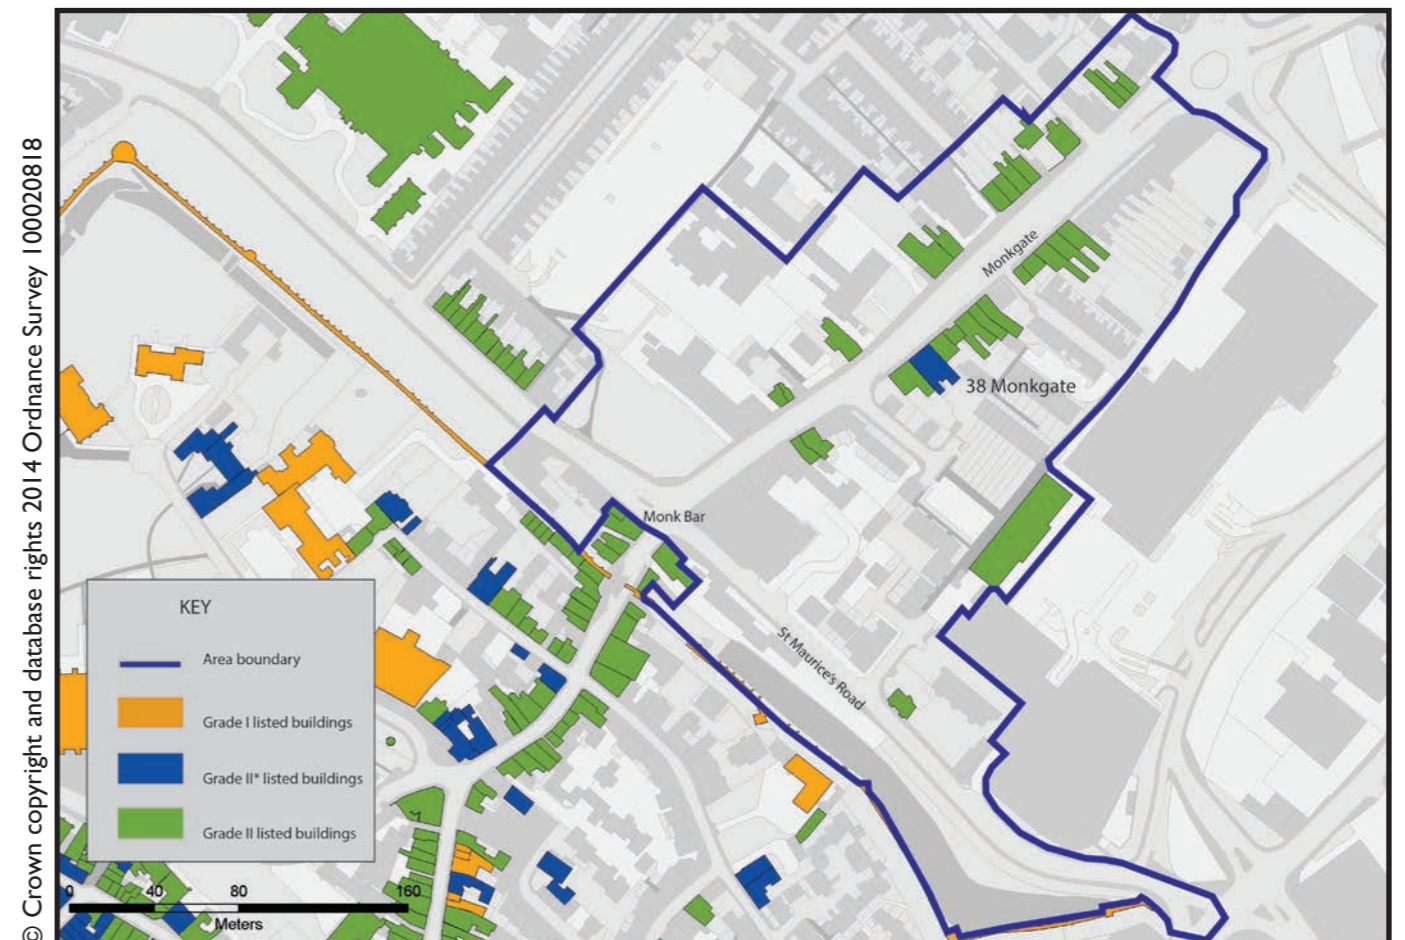 © Crown copyright and database rights 2014 Ordnance Survey 100020818
Monkgate
38 Monkgate
Monk Bar
St Maurice's Road
KEY
Area boundary
Grade I listed buildings
Grade II* listed buildings
Grade II listed buildings
0 40 80 160
Meters